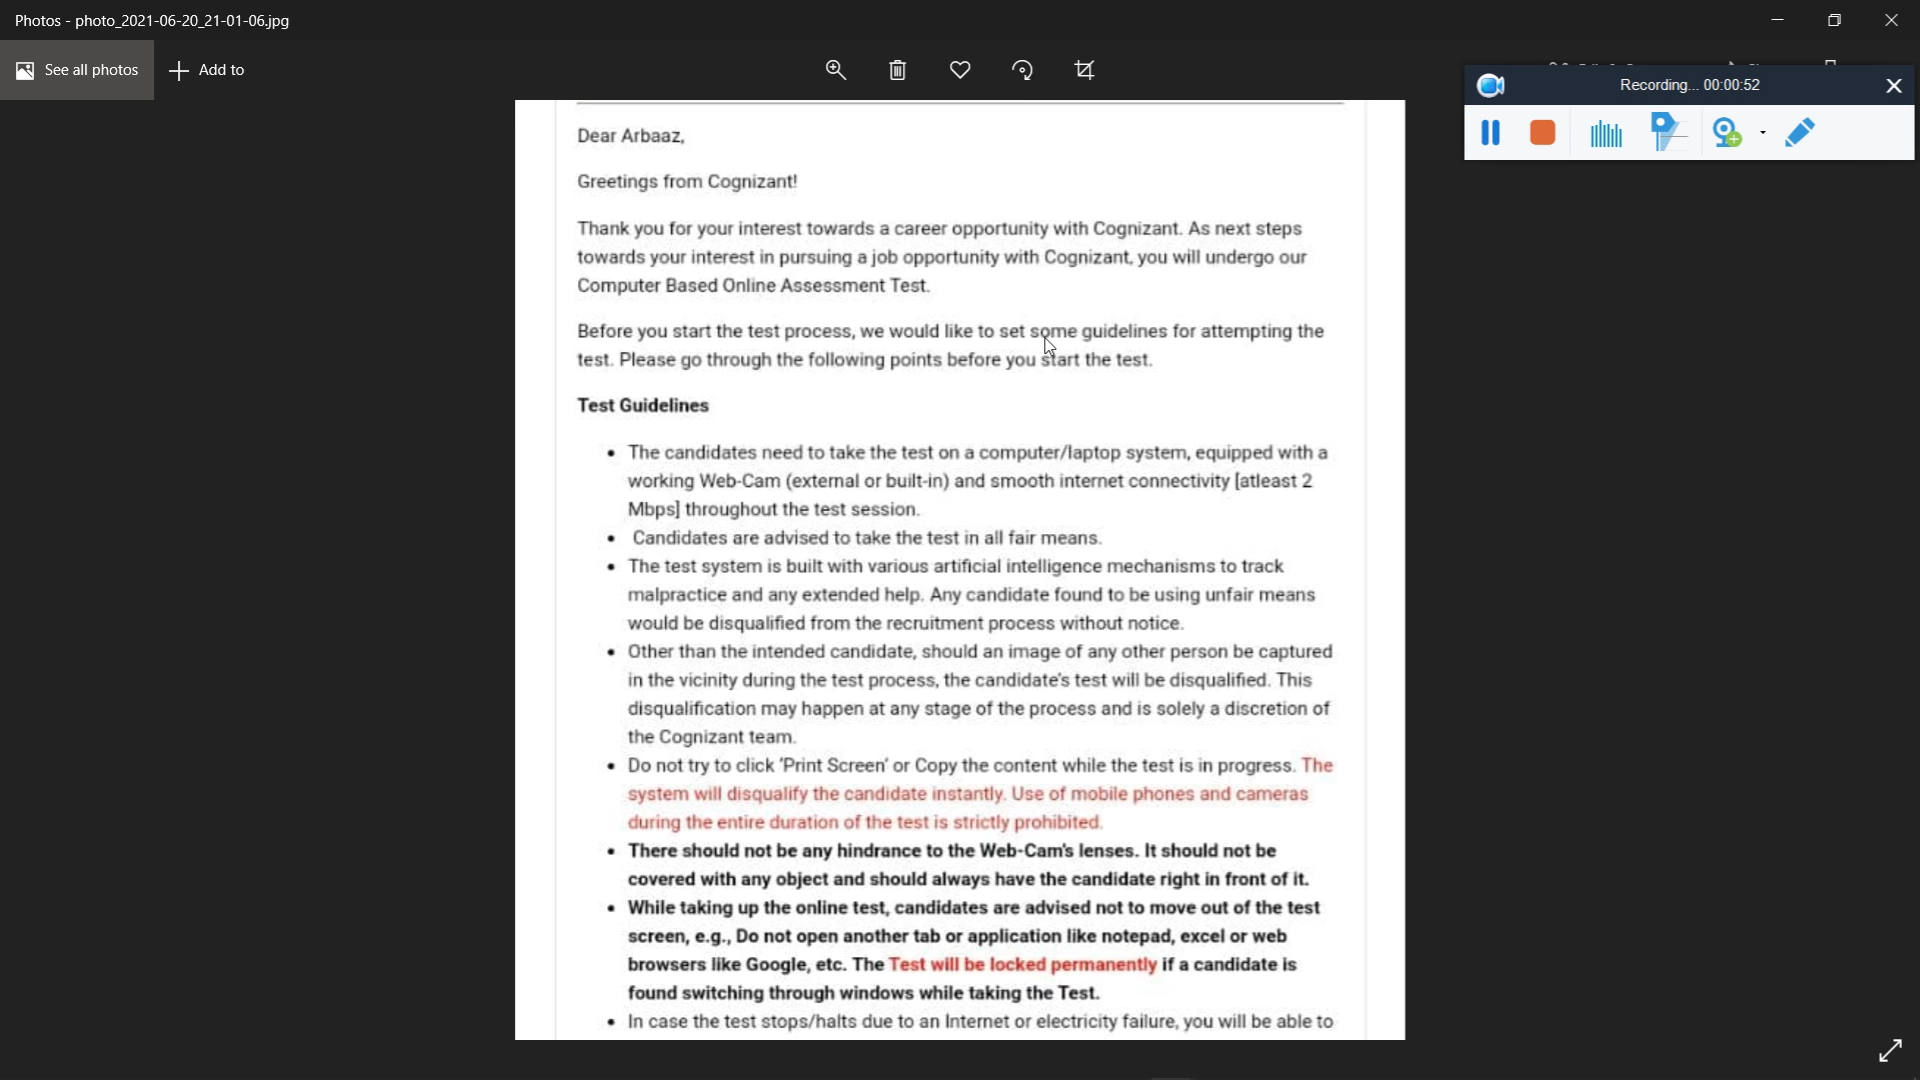 Photos - photo_2021-06-20_21-01-06.jpg
See all photos
Add to
Recording... 00:00:52
Dear Arbaaz,
Greetings from Cognizant!
Thank you for your interest towards a career opportunity with Cognizant. As next steps
towards your interest in pursuing a job opportunity with Cognizant, you will undergo our
Computer Based Online Assessment Test.
Before you start the test process, we would like to set some guidelines for attempting the
test. Please go through the following points before you start the test.
Test Guidelines
• The candidates need to take the test on a computer/laptop system, equipped with a
working Web-Cam (external or built-in) and smooth internet connectivity [atleast 2
Mbps] throughout the test session.
• Candidates are advised to take the test in all fair means.
• The test system is built with various artificial intelligence mechanisms to track
malpractice and any extended help. Any candidate found to be using unfair means
would be disqualified from the recruitment process without notice.
• Other than the intended candidate, should an image of any other person be captured
in the vicinity during the test process, the candidate's test will be disqualified. This
disqualification may happen at any stage of the process and is solely a discretion of
the Cognizant team.
• Do not try to click 'Print Screen' or Copy the content while the test is in progress. The
system will disqualify the candidate instantly. Use of mobile phones and cameras
during the entire duration of the test is strictly prohibited.
• There should not be any hindrance to the Web-Cam's lenses. It should not be
covered with any object and should always have the candidate right in front of it.
• While taking up the online test, candidates are advised not to move out of the test
screen, e.g., Do not open another tab or application like notepad, excel or web
browsers like Google, etc. The Test will be locked permanently if a candidate is
found switching through windows while taking the Test.
• In case the test stops/halts due to an Internet or electricity failure, you will be able to